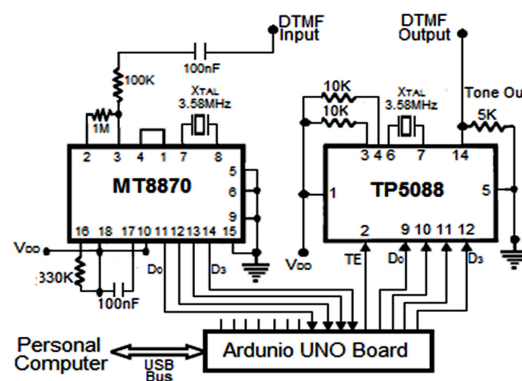 DTMF
Input
DTMF
Output
100nF
100K
1M
XTAL
3.58MHz
10K
10K
XTAL
3.58MHz
Tone Ou
5K
2 3 4 1 7 8
MT8870
5
6
9
16 18 17 10 11 12 13 14 15
3 4 6 7 14
1
TP5088
5
2 9 10 11 12
VDD
330K
100nF
D0
D3
VDD
TE
D0
D3
Personal
Computer
USB
Bus
Ardunio UNO Board